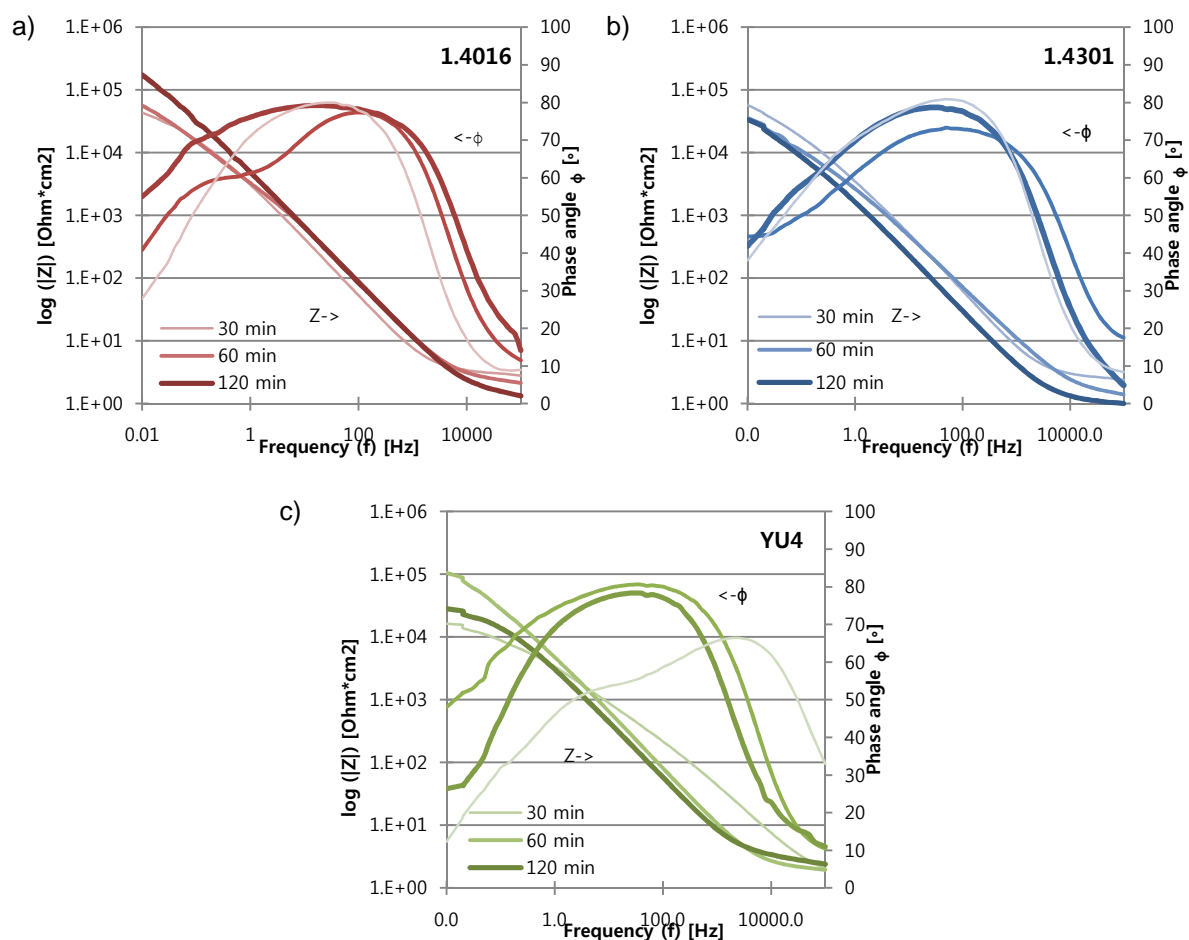 a)
1.4016
1.E+06
1.E+05
1.E+04
1.E+03
1.E+02
1.E+01
1.E+00
log (|Z|) [Ohm*cm2]
100
90
80
70
60
50
40
30
20
10
0
Phase angle ϕ [°]
<-ϕ
Z->
30 min
60 min
120 min
0.01 1 100 10000
Frequency (f) [Hz]
b)
1.4301
1.E+06
1.E+05
1.E+04
1.E+03
1.E+02
1.E+01
1.E+00
log (|Z|) [Ohm*cm2]
100
90
80
70
60
50
40
30
20
10
0
Phase angle ϕ [°]
<-ϕ
30 min Z->
60 min
120 min
0.0 1.0 100.0 10000.0
Frequency (f) [Hz]
c)
YU4
1.E+06
1.E+05
1.E+04
1.E+03
1.E+02
1.E+01
1.E+00
log (|Z|) [Ohm*cm2]
100
90
80
70
60
50
40
30
20
10
0
Phase angle ϕ [°]
<-ϕ
Z->
30 min
60 min
120 min
0.0 1.0 100.0 10000.0
Frequency (f) [Hz]